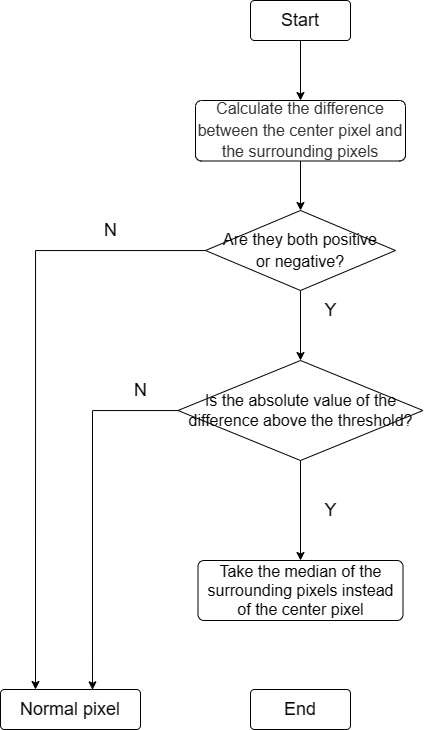 Start
Calculate the difference
between the center pixel and
the surrounding pixels
N
Are they both positive
or negative?
Y
N
Is the absolute value of the
difference above the threshold?
Y
Take the median of the
surrounding pixels instead
of the center pixel
Normal pixel
End